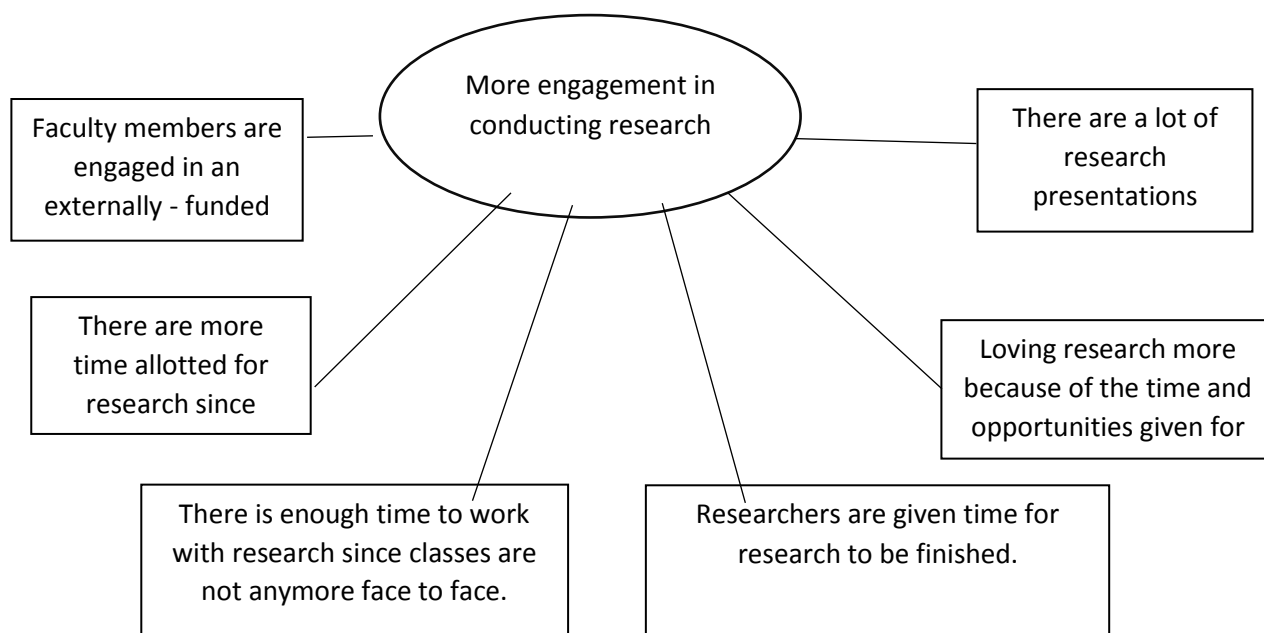 More engagement in
conducting research
Faculty members are
engaged in an
externally - funded
There are a lot of
research
presentations
There are more
time allotted for
research since
Loving research more
because of the time and
opportunities given for
There is enough time to work
with research since classes are
not anymore face to face.
Researchers are given time for
research to be finished.